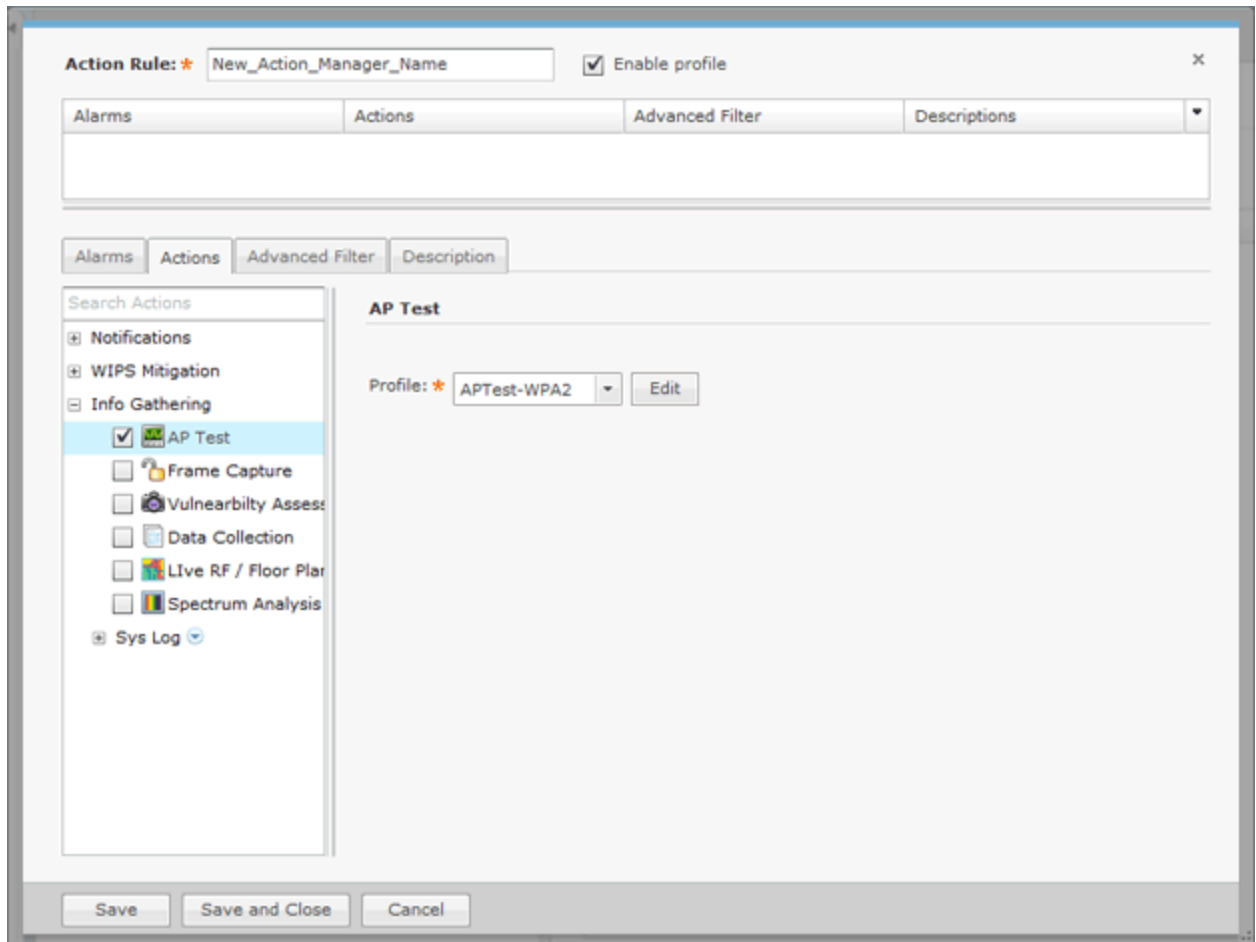 Action Rule: * New_Action_Manager_Name Enable profile
Alarms Actions Advanced Filter Descriptions
Alarms Actions Advanced Filter Description
Search Actions
AP Test
Notifications
WIPS Mitigation
Profile: * APTest-WPA2 Edit
Info Gathering
AP Test
Frame Capture
Vulnearbilty Assess
Data Collection
LIve RF / Floor Plan
Spectrum Analysis
Sys Log
Save Save and Close Cancel